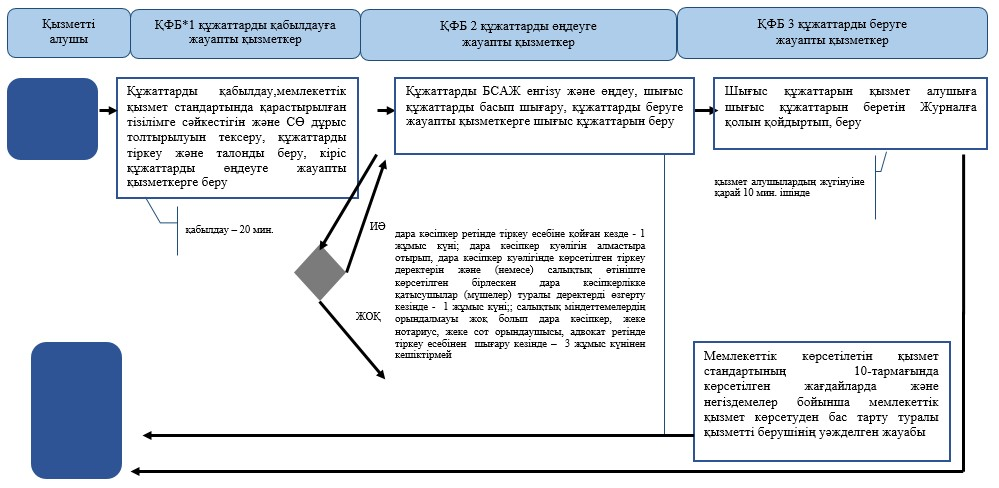 Қызметті
алушы
ҚФБ*1 құжаттарды қабылдауға
жауапты қызметкер
ҚФБ 2 құжаттарды өңдеуге
жауапты қызметкер
ҚФБ 3 құжаттарды беруге
жауапты қызметкер
Құжаттарды қабылдау,мемлекеттік
қызмет стандартында қарастырылған
тізілімге сәйкестігін және СӨ дұрыс
толтырылуын тексеру, құжаттарды
тіркеу және талонды беру, кіріс
құжаттарды өңдеуге жауапты
қызметкерге беру
Құжаттарды БСАЖ енгізу және өңдеу, шығыс
құжаттарды басып шығару, құжаттарды беруге
жауапты қызметкерге шығыс құжаттарын беру
Шығыс құжаттарын қызмет алушыға
шығыс құжаттарын беретін Журналға
қолын қойдыртып, беру
қабылдау – 20 мин.
қызмет алушылардың жүгінуіне
қарай 10 мин. ішінде
ИӘ
дара кәсіпкер ретінде тіркеу есебіне қойған кезде - 1
жұмыс күні; дара кәсіпкер куәлігін алмастыра
отырып, дара кәсіпкер куәлігінде көрсетілген тіркеу
деректерін және (немесе) салықтық өтініште
көрсетілген бірлескен дара кәсіпкерлікке
қатысушылар (мүшелер) туралы деректерді өзгерту
кезінде - 1 жұмыс күні;; салықтық міндеттемелердің
орындалмауы жоқ болып дара кәсіпкер, жеке
нотариус, жеке сот орындаушысы, адвокат ретінде
тіркеу есебінен шығару кезінде – 3 жұмыс күнінен
кешіктірмей
ЖОҚ
Мемлекеттік көрсетілетін қызмет
стандартының 10-тармағында
көрсетілген жағдайларда және
негіздемелер бойынша мемлекеттік
қызмет көрсетуден бас тарту туралы
қызметті берушінің уәжделген жауабы